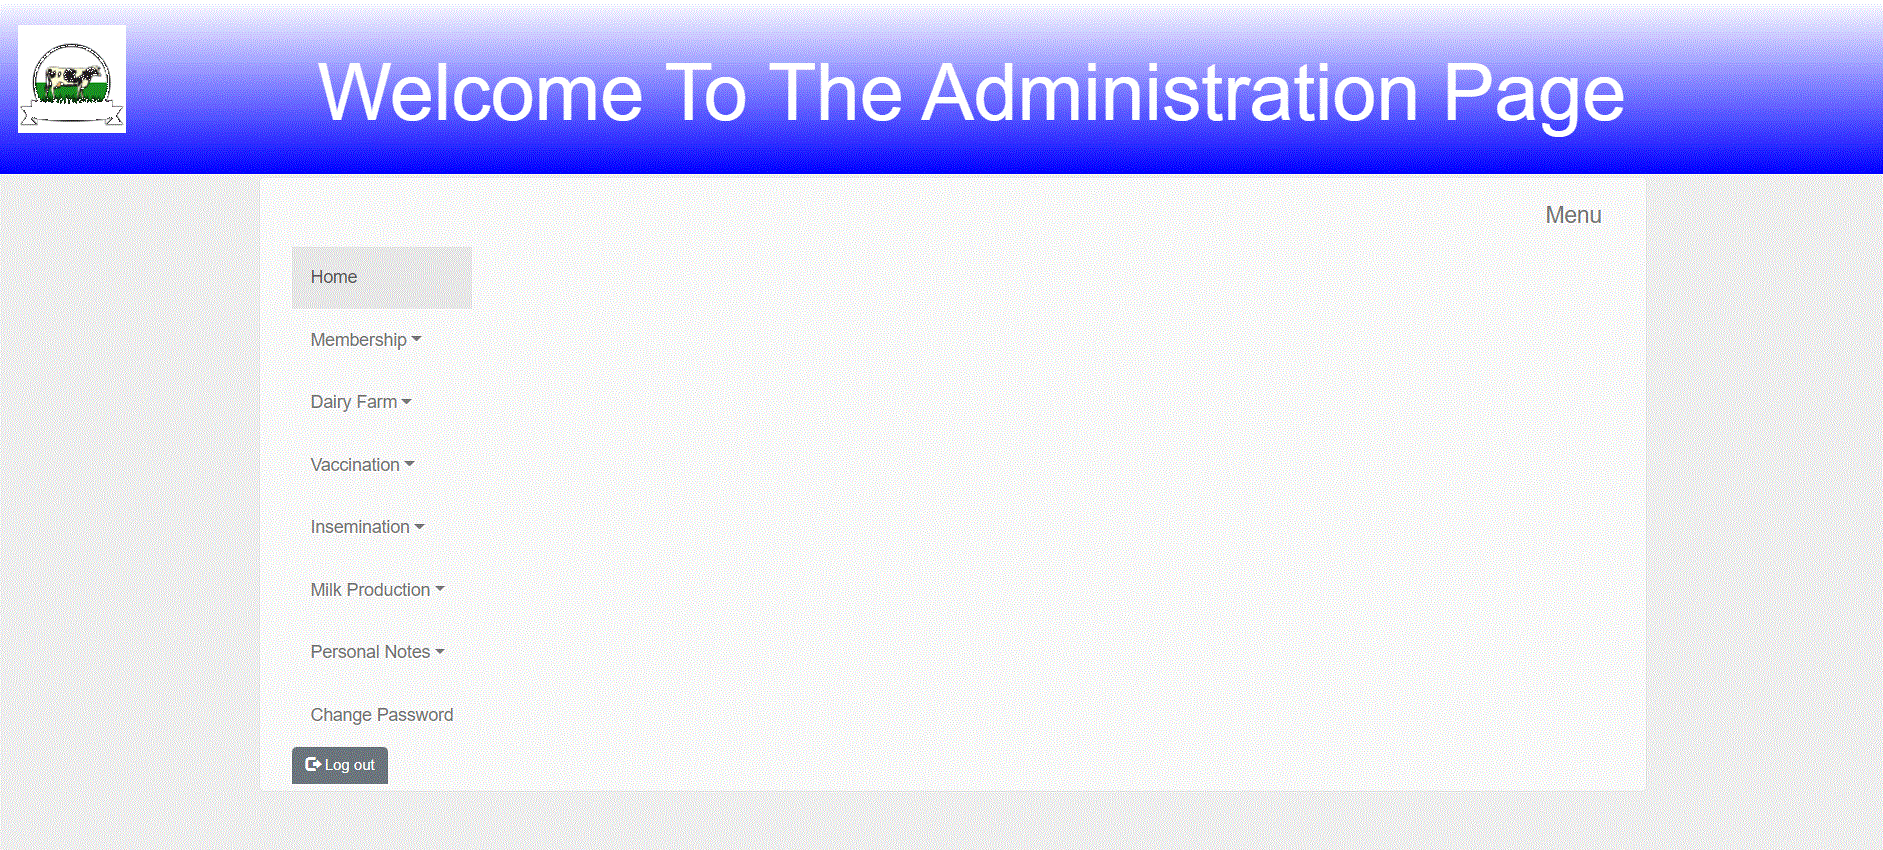 Welcome To The Administration Page
Menu
Home
Membership
Dairy Farm
Vaccination
Insemination
Milk Production
Personal Notes
Change Password
Log out